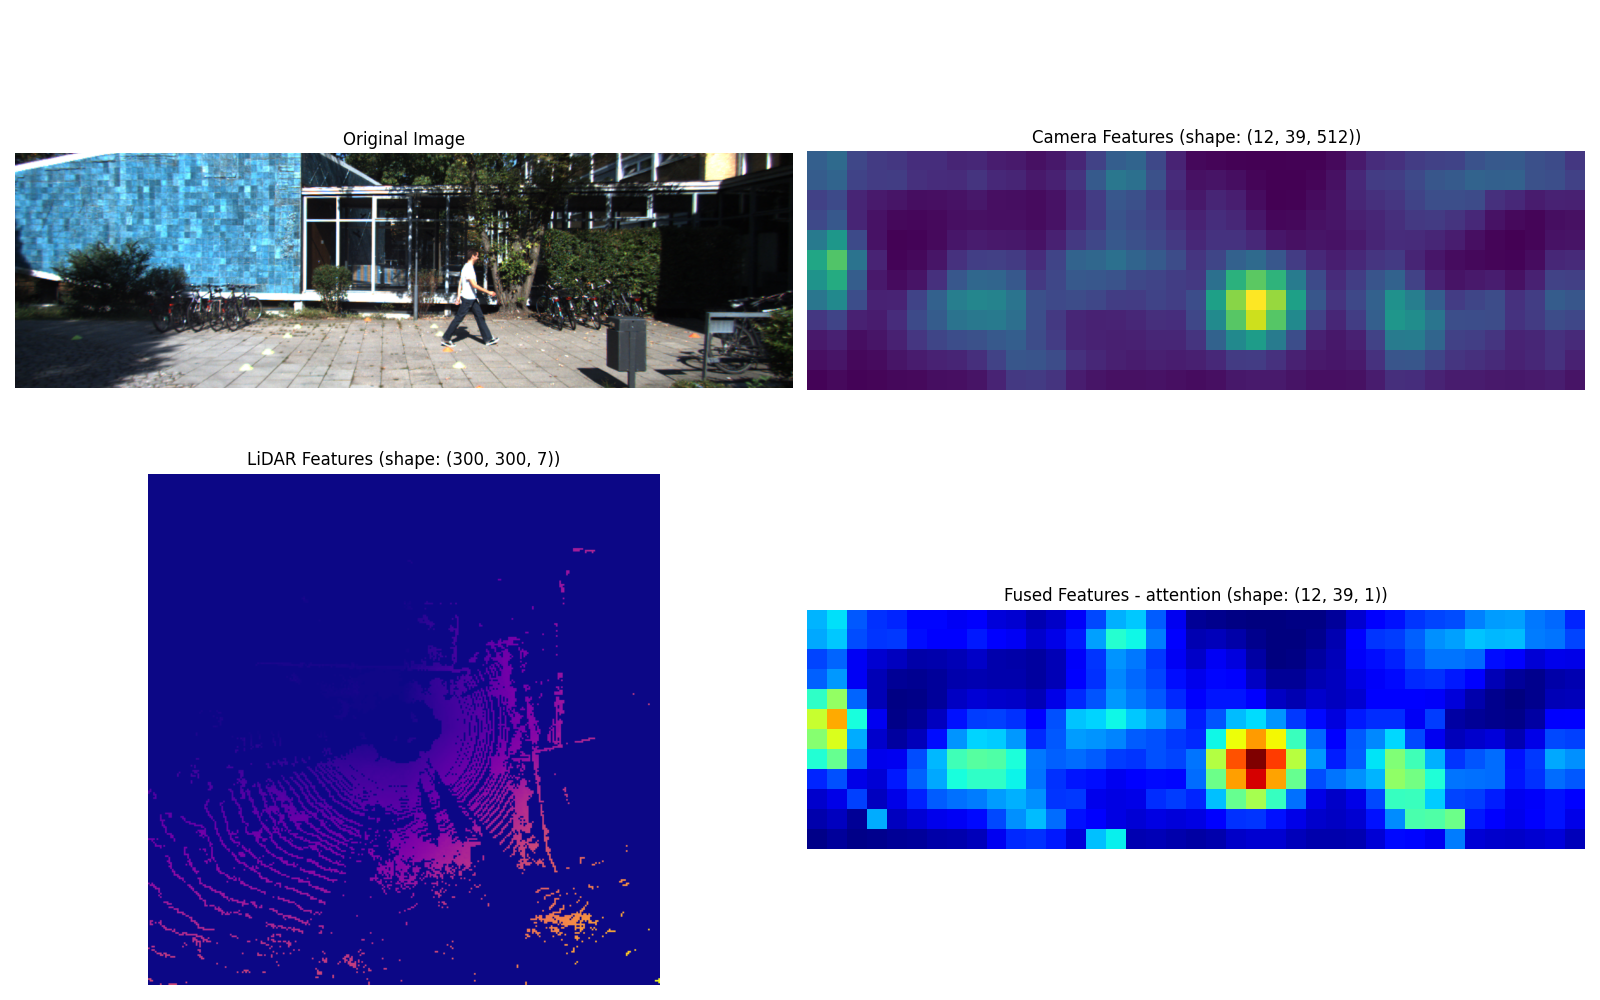 Original Image
Camera Features (shape: (12, 39, 512))
LiDAR Features (shape: (300, 300, 7))
Fused Features - attention (shape: (12, 39, 1))